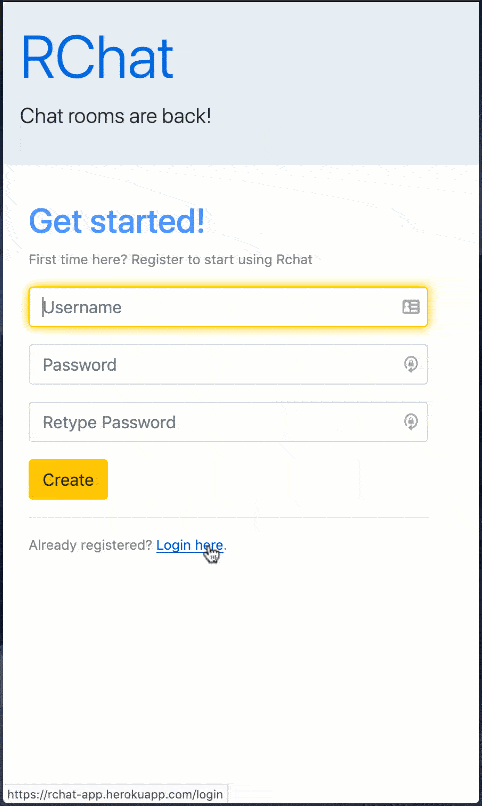 RChat
Chat rooms are back!
Get started!
First time here? Register to start using Rchat
Username
Password
Retype Password
Create
Already registered? Login here.
https://rchat-app.herokuapp.com/login